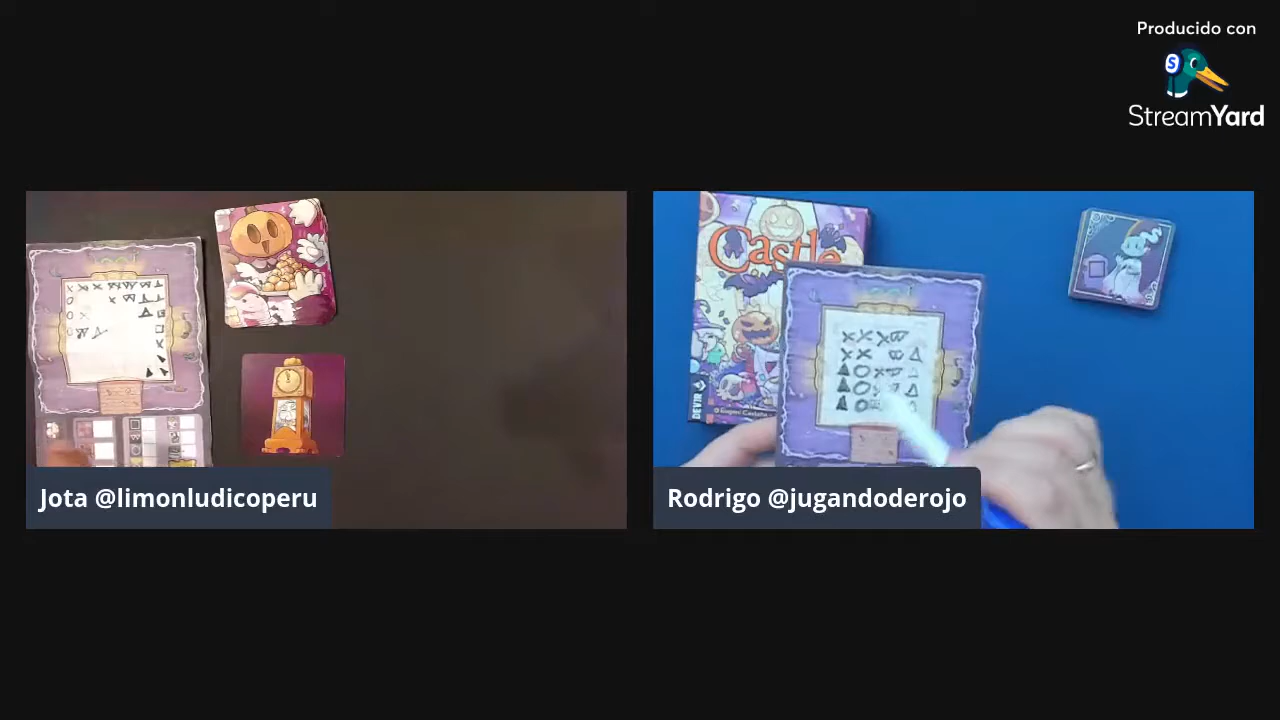 Producido con
StreamYard
Castle
DEVIR
Jota @limonludicoperu
Rodrigo @jugandoderojo